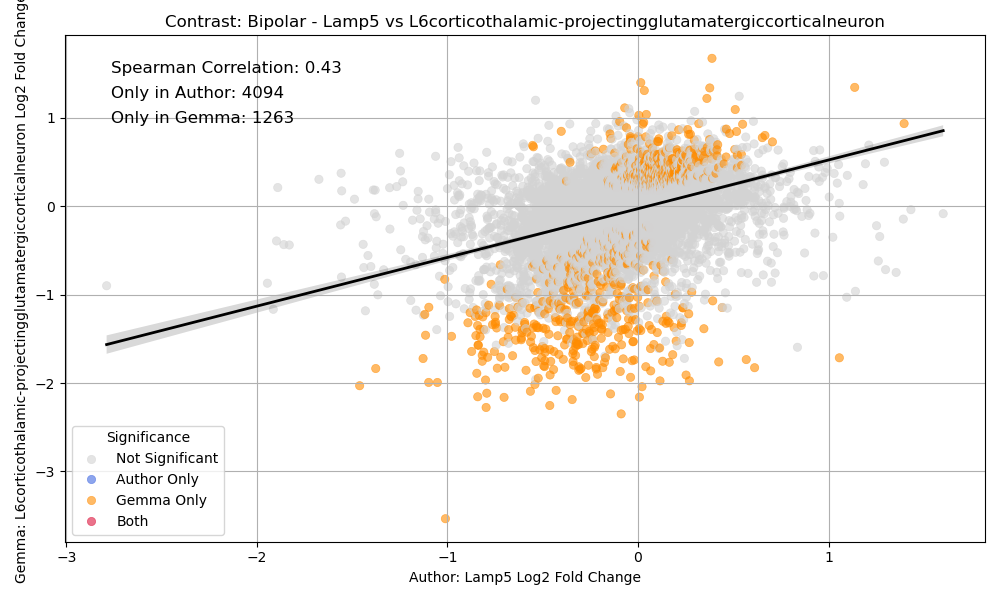 Contrast: Bipolar - Lamp5 vs L6corticothalamic-projectingglutamatergiccorticalneuron
Gemma: L6corticothalamic-projectingglutamatergiccorticalneuron Log2 Fold Change
Spearman Correlation: 0.43
Only in Author: 4094
Only in Gemma: 1263
1
0
−1
−2
−3
Significance
Not Significant
Author Only
Gemma Only
Both
−3 −2 −1 0 1
Author: Lamp5 Log2 Fold Change